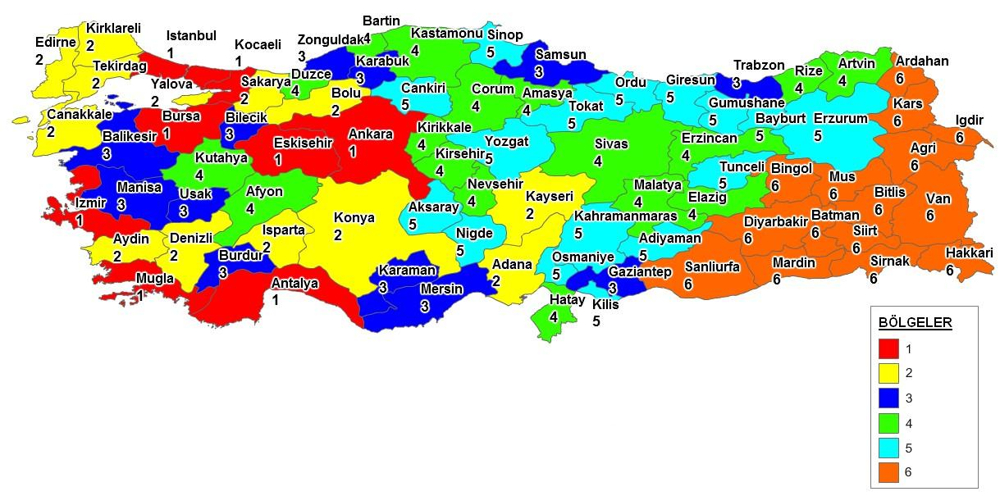 Bartin
4
Kirklareli
2
Istanbul
1
Kastamonu
4
Sinop
5
Edirne
2
Kocaeli
1
Zonguldak
3
Karabuk
3
Samsun
3
Trabzon
3
Rize
4
Artvin
4
Ardahan
6
Tekirdag
2
Yalova
2
Sakarya
2
Duzce
4
Bolu
2
Cankiri
5
Corum
4
Amasya
4
Ordu
5
Giresun
5
Gumushane
5
Kars
6
Canakkale
2
Bursa
1
Bilecik
3
Tokat
5
Bayburt
5
Erzurum
5
Igdir
6
Balikesir
3
Eskisehir
1
Ankara
1
Kirikkale
4
Yozgat
5
Sivas
4
Erzincan
4
Agri
6
Kutahya
4
Kirsehir
4
Tunceli
5
Bingol
6
Mus
6
Manisa
3
Usak
3
Afyon
4
Nevsehir
4
Kayseri
2
Malatya
4
Elazig
4
Bitlis
6
Van
6
Izmir
1
Konya
2
Aksaray
5
Kahramanmaras
5
Diyarbakir
6
Batman
6
Siirt
6
Aydin
2
Denizli
2
Isparta
2
Nigde
5
Adiyaman
5
Burdur
3
Karaman
3
Adana
2
Osmaniye
5
Gaziantep
3
Sanliurfa
6
Mardin
6
Sirnak
6
Hakkari
6
Mugla
1
Antalya
1
Mersin
3
Hatay
4
Kilis
5
BÖLGELER
1
2
3
4
5
6